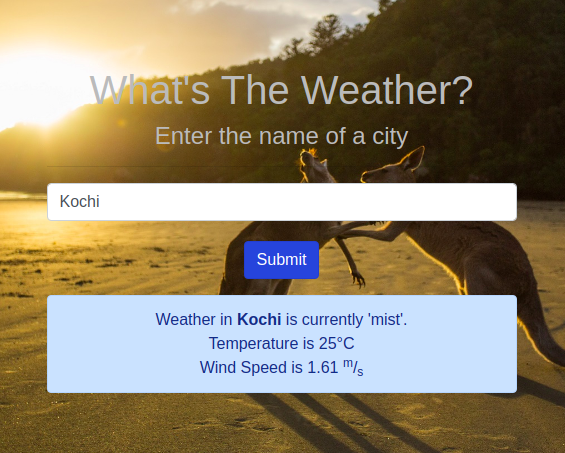 What's The Weather?
Enter the name of a city
Kochi
Submit
Weather in Kochi is currently 'mist'.
Temperature is 25°C
Wind Speed is 1.61 m/s